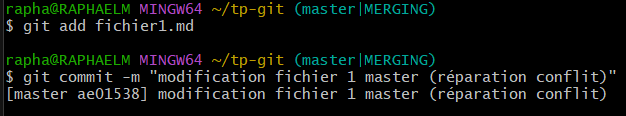 rapha@RAPHAELM MINGW64 ~/tp-git (master|MERGING)
$ git add fichier1.md
rapha@RAPHAELM MINGW64 ~/tp-git (master|MERGING)
$ git commit -m "modification fichier 1 master (réparation conflit)"
[master ae01538] modification fichier 1 master (réparation conflit)